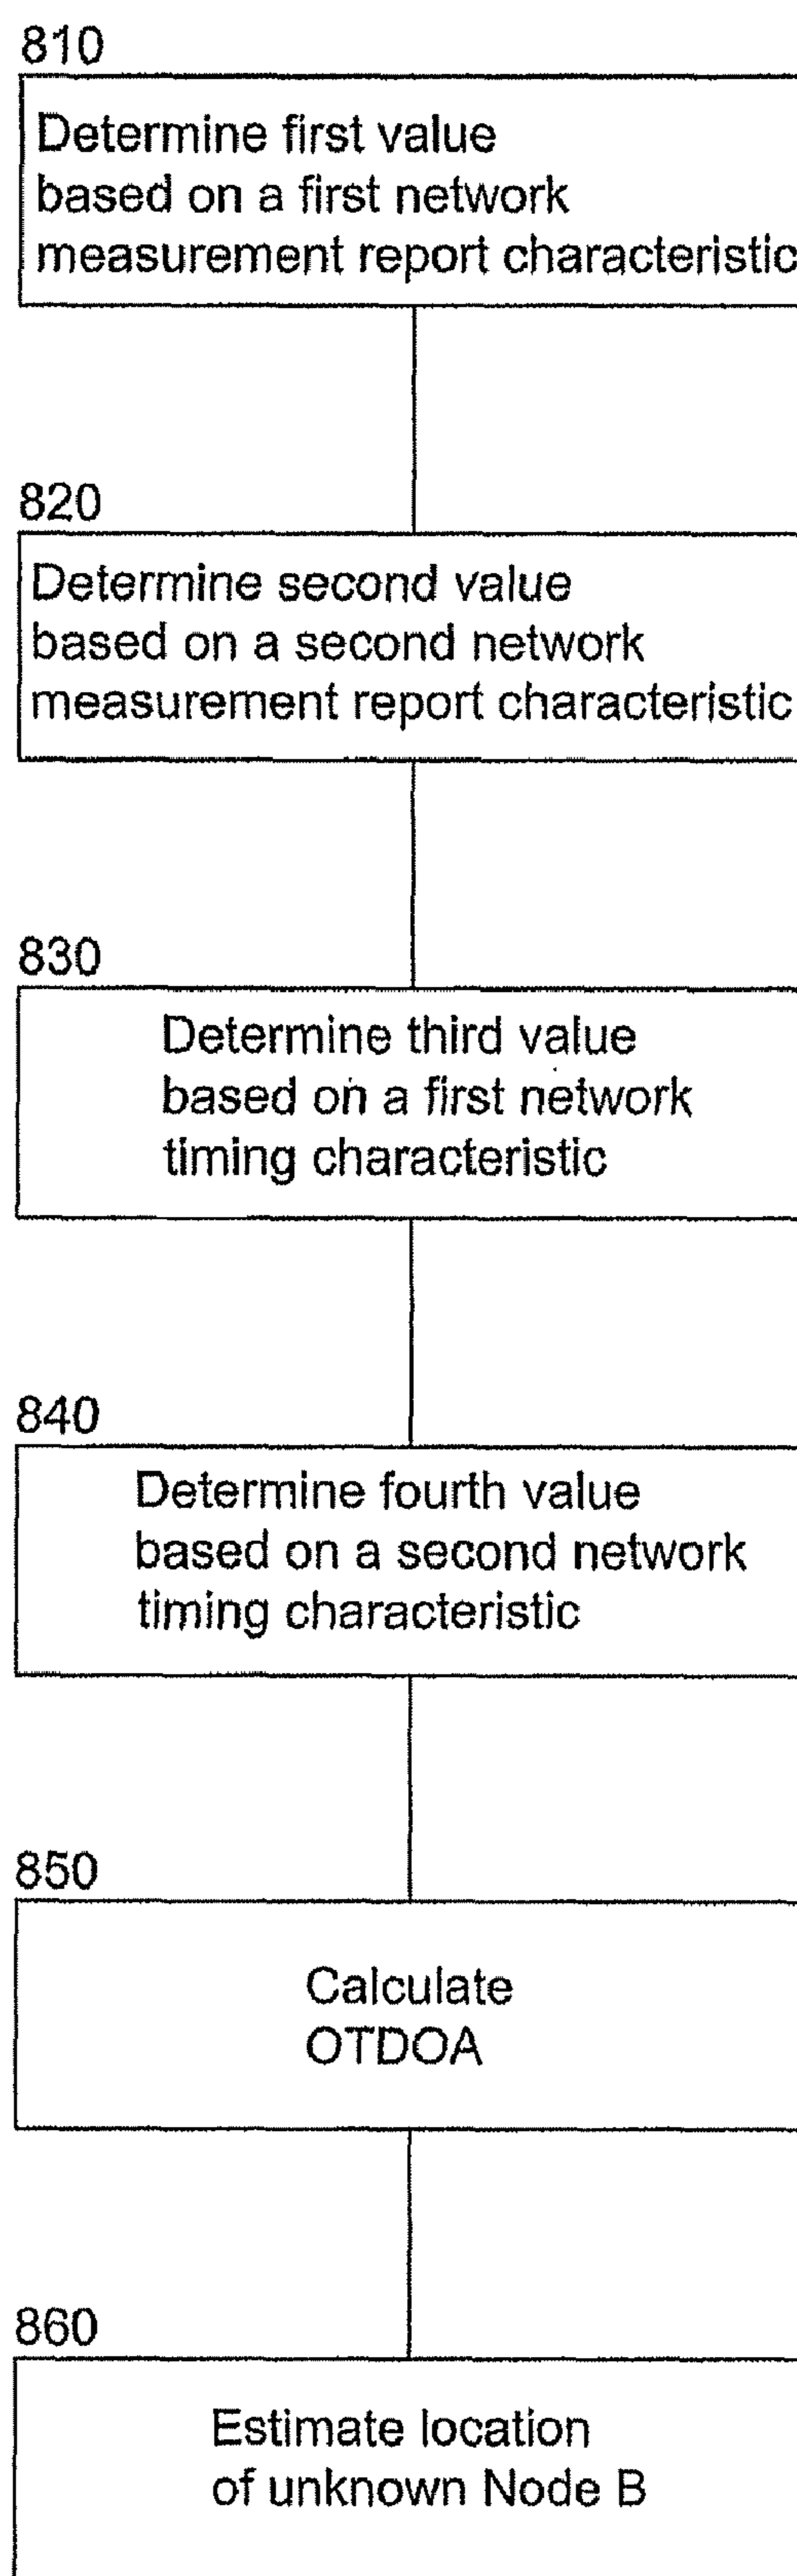 810
Determine first value
based on a first network
measurement report characteristic
820
Determine second value
based on a second network
measurement report characteristic
830
Determine third value
based on a first network
timing characteristic
840
Determine fourth value
based on a second network
timing characteristic
850
Calculate
OTDOA
860
Estimate location
of unknown Node B